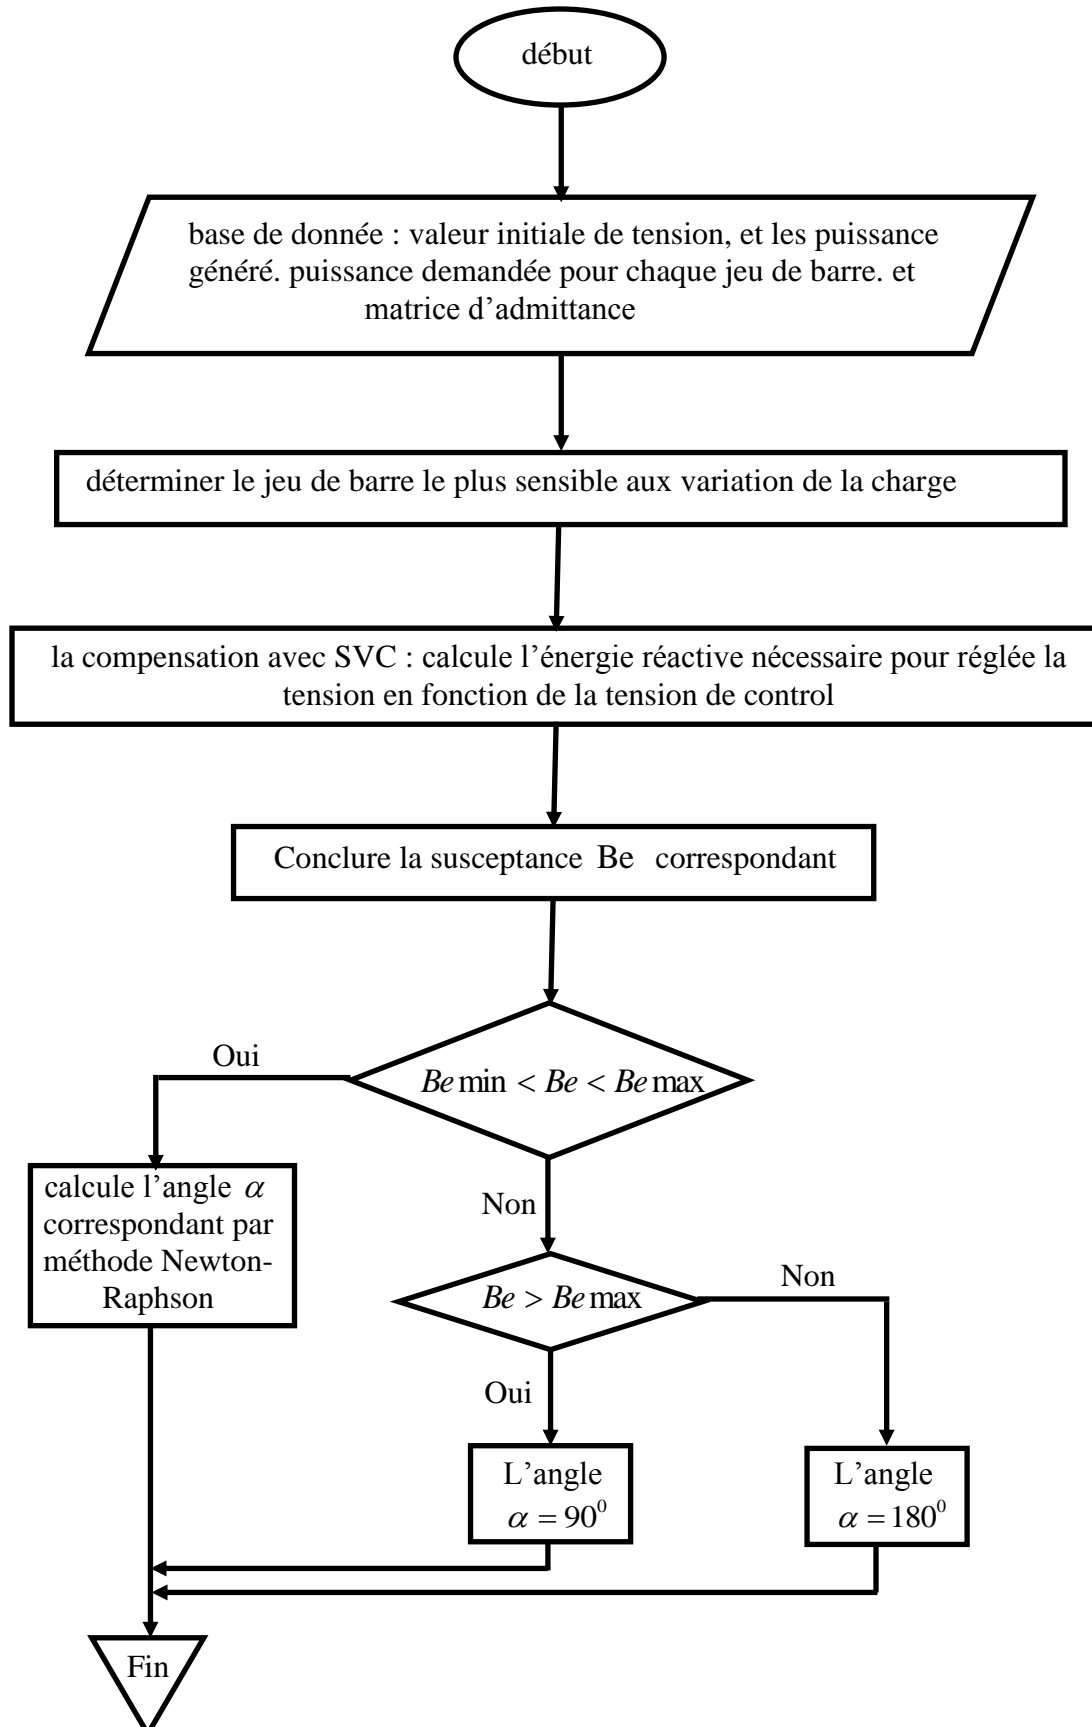 début
base de donnée : valeur initiale de tension, et les puissance
généré. puissance demandée pour chaque jeu de barre. et
matrice d’admittance
déterminer le jeu de barre le plus sensible aux variation de la charge
la compensation avec SVC : calcule l’énergie réactive nécessaire pour réglée la
tension en fonction de la tension de control
Conclure la susceptance Be correspondant
Oui
Be min < Be < Be max
calcule l’angle α
correspondant par
méthode Newton-
Raphson
Non
Be > Be max
Non
Oui
L’angle
α = 90⁰
L’angle
α = 180⁰
Fin